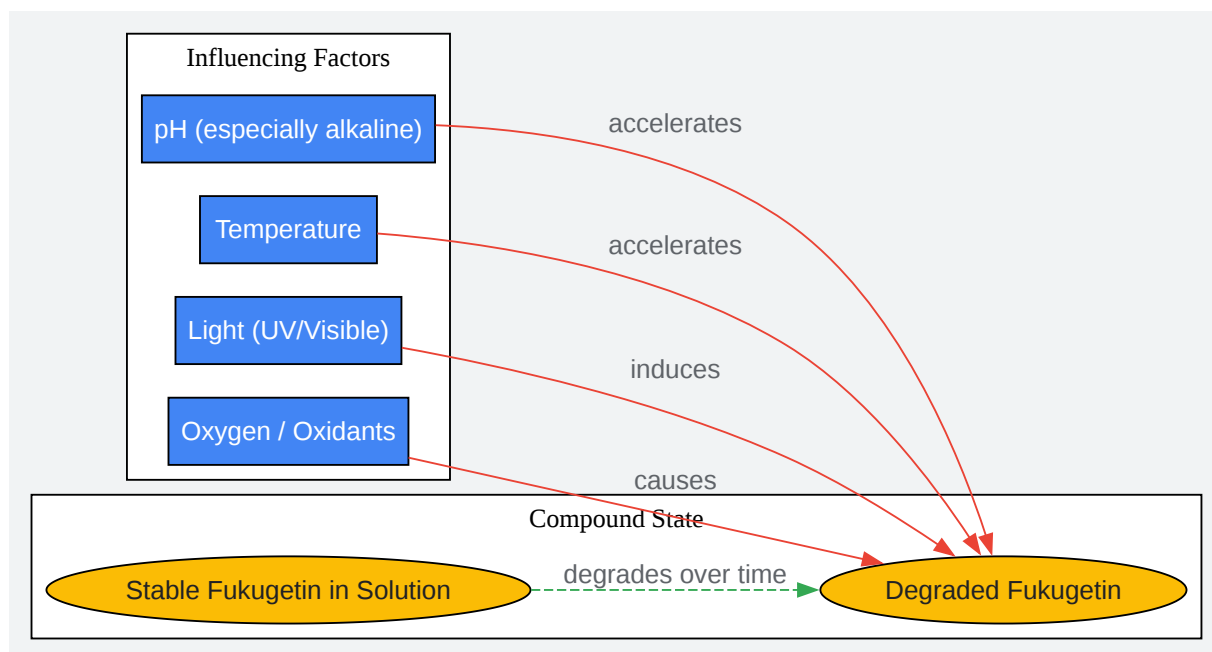 Influencing Factors
pH (especially alkaline)
accelerates
Temperature
accelerates
Light (UV/Visible)
induces
Oxygen / Oxidants
causes
Compound State
Stable Fukugetin in Solution
degrades over time
Degraded Fukugetin